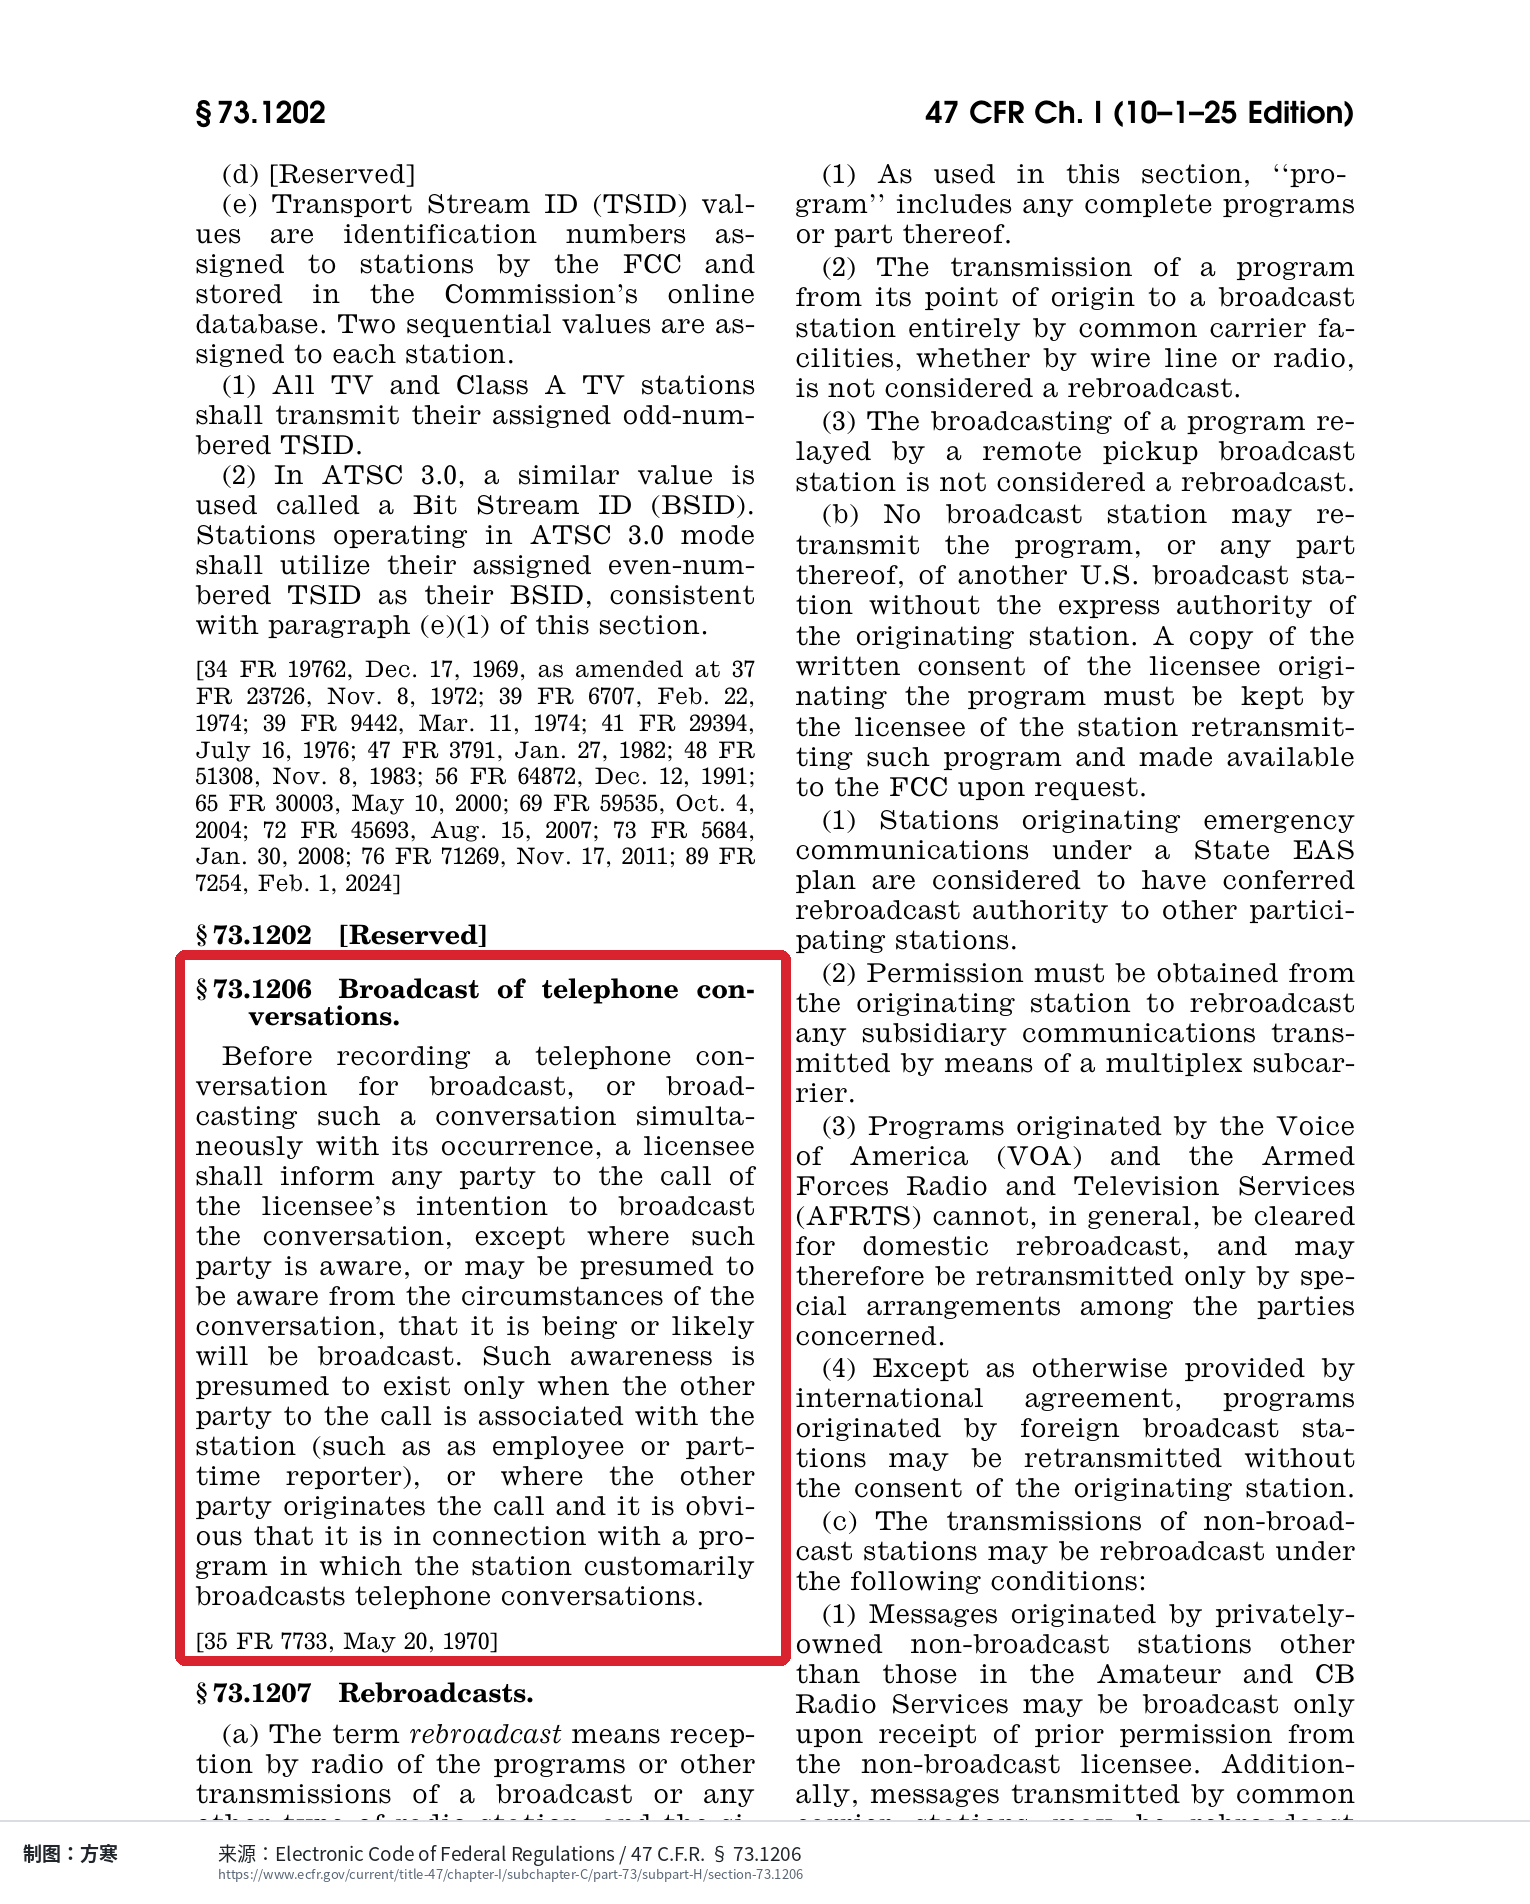 § 73.1202
47 CFR Ch. I (10–1–25 Edition)
(d) [Reserved]
(e) Transport Stream ID (TSID) val-
ues are identification numbers as-
signed to stations by the FCC and
stored in the Commission’s online
database. Two sequential values are as-
signed to each station.
(1) All TV and Class A TV stations
shall transmit their assigned odd-num-
bered TSID.
(2) In ATSC 3.0, a similar value is
used called a Bit Stream ID (BSID).
Stations operating in ATSC 3.0 mode
shall utilize their assigned even-num-
bered TSID as their BSID, consistent
with paragraph (e)(1) of this section.
[34 FR 19762, Dec. 17, 1969, as amended at 37
FR 23726, Nov. 8, 1972; 39 FR 6707, Feb. 22,
1974; 39 FR 9442, Mar. 11, 1974; 41 FR 29394,
July 16, 1976; 47 FR 3791, Jan. 27, 1982; 48 FR
51308, Nov. 8, 1983; 56 FR 64872, Dec. 12, 1991;
65 FR 30003, May 10, 2000; 69 FR 59535, Oct. 4,
2004; 72 FR 45693, Aug. 15, 2007; 73 FR 5684,
Jan. 30, 2008; 76 FR 71269, Nov. 17, 2011; 89 FR
7254, Feb. 1, 2024]
§ 73.1202 [Reserved]
§ 73.1206 Broadcast of telephone con-
versations.
Before recording a telephone con-
versation for broadcast, or broad-
casting such a conversation simulta-
neously with its occurrence, a licensee
shall inform any party to the call of
the licensee’s intention to broadcast
the conversation, except where such
party is aware, or may be presumed to
be aware from the circumstances of the
conversation, that it is being or likely
will be broadcast. Such awareness is
presumed to exist only when the other
party to the call is associated with the
station (such as as employee or part-
time reporter), or where the other
party originates the call and it is obvi-
ous that it is in connection with a pro-
gram in which the station customarily
broadcasts telephone conversations.
[35 FR 7733, May 20, 1970]
§ 73.1207 Rebroadcasts.
(a) The term rebroadcast means recep-
tion by radio of the programs or other
transmissions of a broadcast or any
other type of radio station, and the si-
(1) As used in this section, ‘‘pro-
gram’’ includes any complete programs
or part thereof.
(2) The transmission of a program
from its point of origin to a broadcast
station entirely by common carrier fa-
cilities, whether by wire line or radio,
is not considered a rebroadcast.
(3) The broadcasting of a program re-
layed by a remote pickup broadcast
station is not considered a rebroadcast.
(b) No broadcast station may re-
transmit the program, or any part
thereof, of another U.S. broadcast sta-
tion without the express authority of
the originating station. A copy of the
written consent of the licensee origi-
nating the program must be kept by
the licensee of the station retransmit-
ting such program and made available
to the FCC upon request.
(1) Stations originating emergency
communications under a State EAS
plan are considered to have conferred
rebroadcast authority to other partici-
pating stations.
(2) Permission must be obtained from
the originating station to rebroadcast
any subsidiary communications trans-
mitted by means of a multiplex subcar-
rier.
(3) Programs originated by the Voice
of America (VOA) and the Armed
Forces Radio and Television Services
(AFRTS) cannot, in general, be cleared
for domestic rebroadcast, and may
therefore be retransmitted only by spe-
cial arrangements among the parties
concerned.
(4) Except as otherwise provided by
international agreement, programs
originated by foreign broadcast sta-
tions may be retransmitted without
the consent of the originating station.
(c) The transmissions of non-broad-
cast stations may be rebroadcast under
the following conditions:
(1) Messages originated by privately-
owned non-broadcast stations other
than those in the Amateur and CB
Radio Services may be broadcast only
upon receipt of prior permission from
the non-broadcast licensee. Addition-
ally, messages transmitted by common
carrier stations may be rebroadcast
制图：方寒
来源：Electronic Code of Federal Regulations / 47 C.F.R. § 73.1206
https://www.ecfr.gov/current/title-47/chapter-I/subchapter-C/part-73/subpart-H/section-73.1206